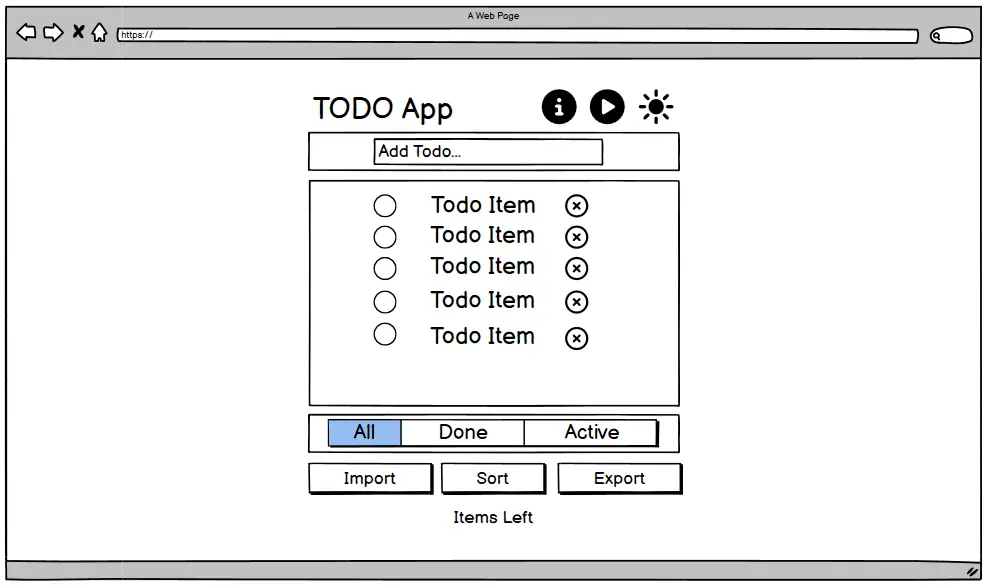 A Web Page
https://
TODO App
Add Todo...
Todo Item
Todo Item
Todo Item
Todo Item
Todo Item
All Done Active
Import Sort Export
Items Left